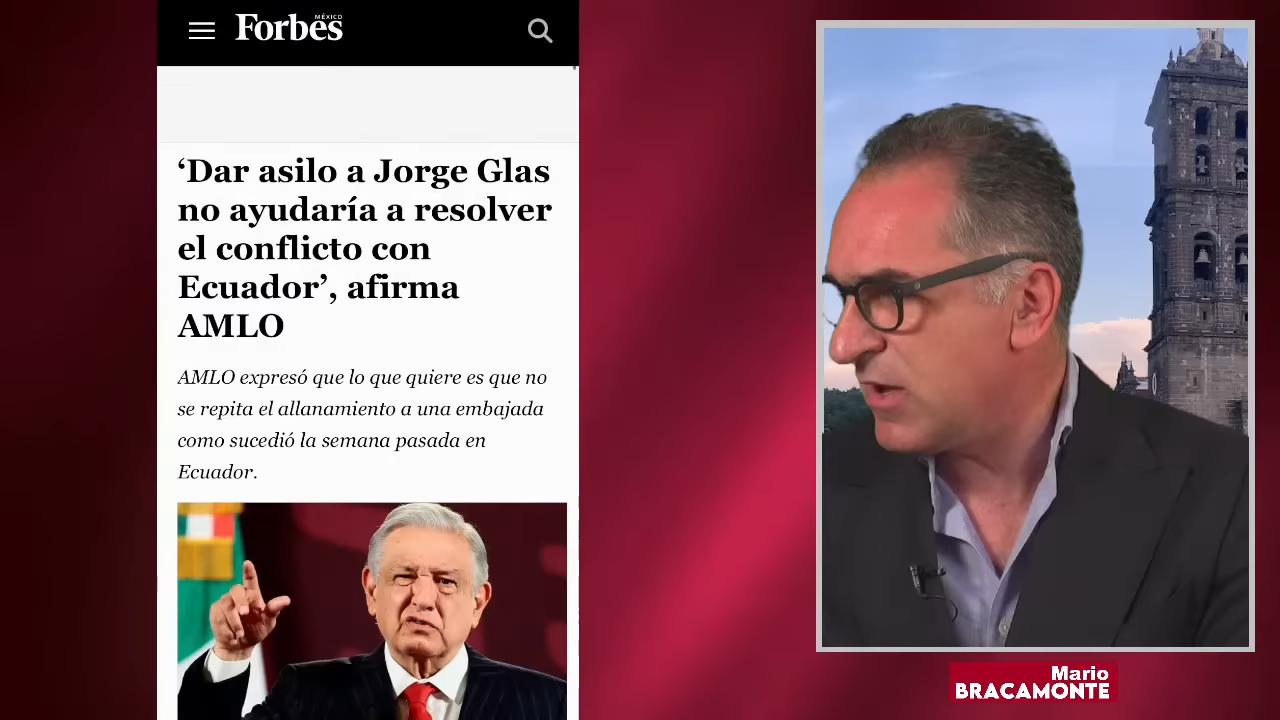 Forbes
MÉXICO
‘Dar asilo a Jorge Glas
no ayudaría a resolver
el conflicto con
Ecuador’, afirma
AMLO
AMLO expresó que lo que quiere es que no
se repita el allanamiento a una embajada
como sucedió la semana pasada en
Ecuador.
Mario
BRACAMONTE